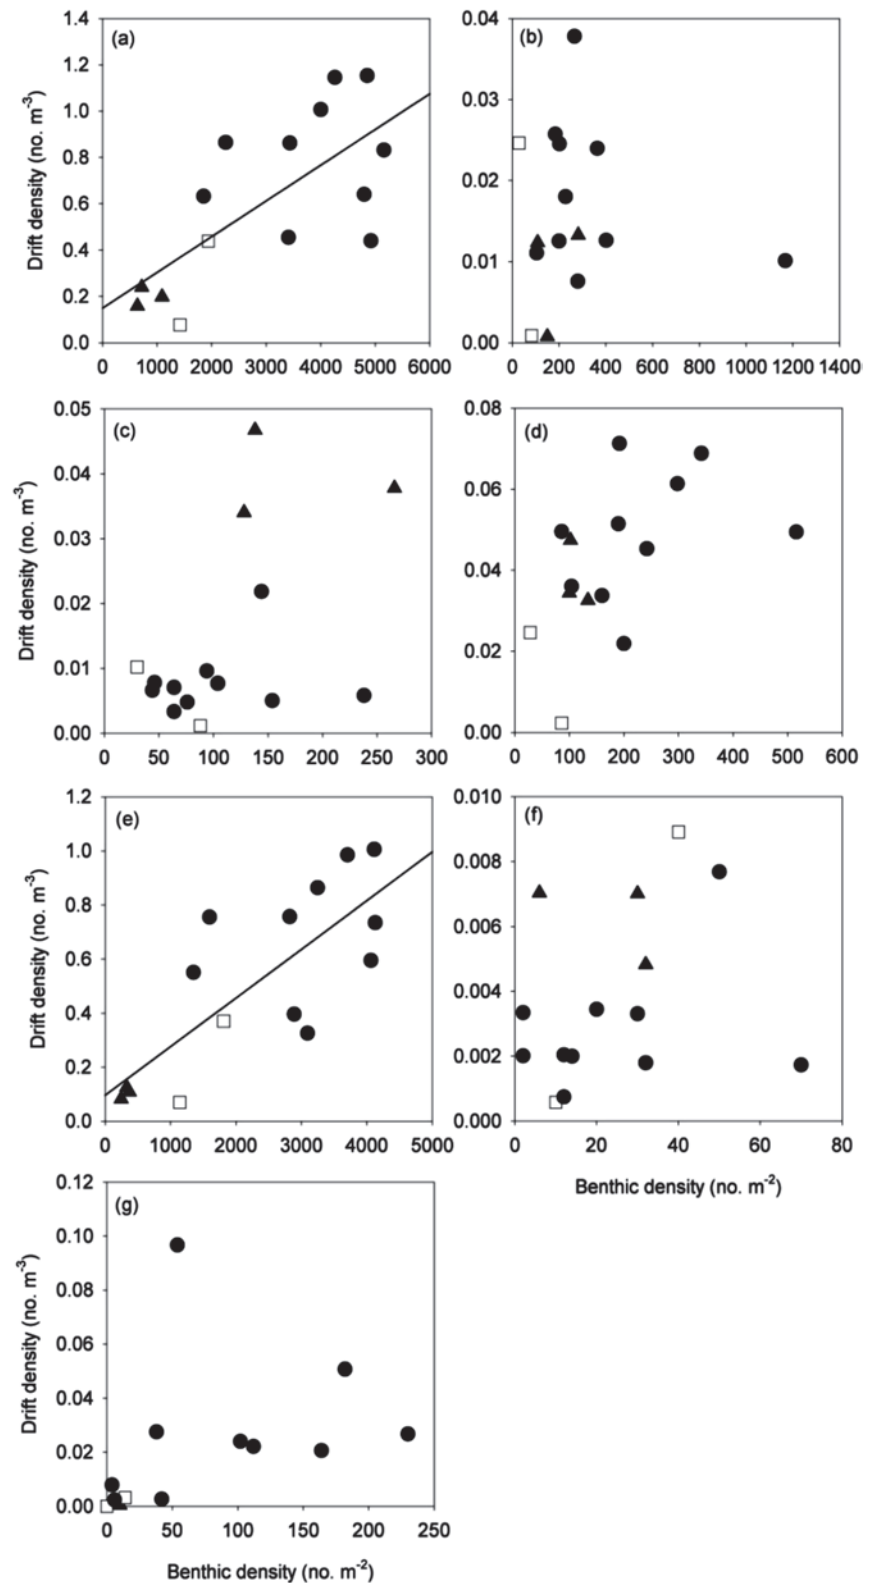 (a)
Drift density (no. m-3)
1.4
1.2
1.0
0.8
0.6
0.4
0.2
0.0
0 1000 2000 3000 4000 5000 6000
(b)
0.04
0.03
0.02
0.01
0.00
0 200 400 600 800 1000 1200 1400
(c)
Drift density (no. m-3)
0.05
0.04
0.03
0.02
0.01
0.00
0 50 100 150 200 250 300
(d)
0.08
0.06
0.04
0.02
0.00
0 100 200 300 400 500 600
(e)
Drift density (no. m-3)
1.2
1.0
0.8
0.6
0.4
0.2
0.0
0 1000 2000 3000 4000 5000
(f)
0.010
0.008
0.006
0.004
0.002
0.000
0 20 40 60 80
Benthic density (no. m-2)
(g)
Drift density (no. m-3)
0.12
0.10
0.08
0.06
0.04
0.02
0.00
0 50 100 150 200 250
Benthic density (no. m-2)